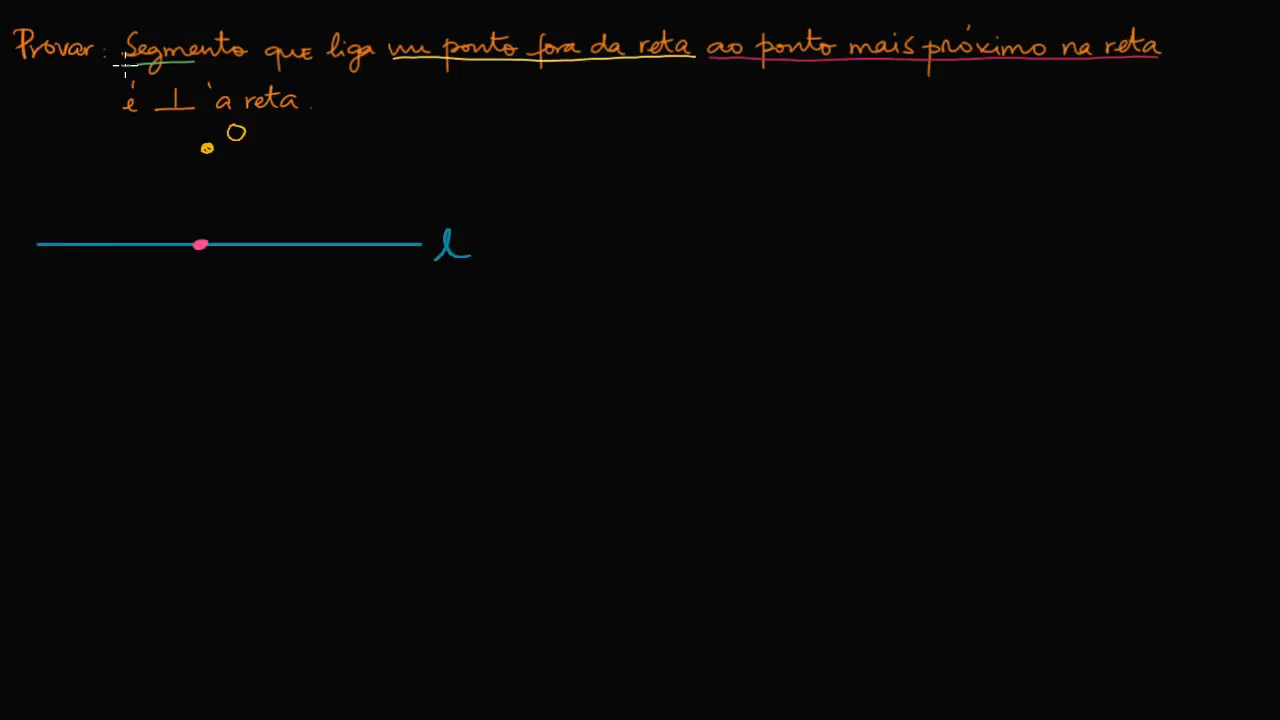 Provar: Segmento que liga um ponto fora da reta ao ponto mais próximo na reta
é ⊥ à reta.
O
l